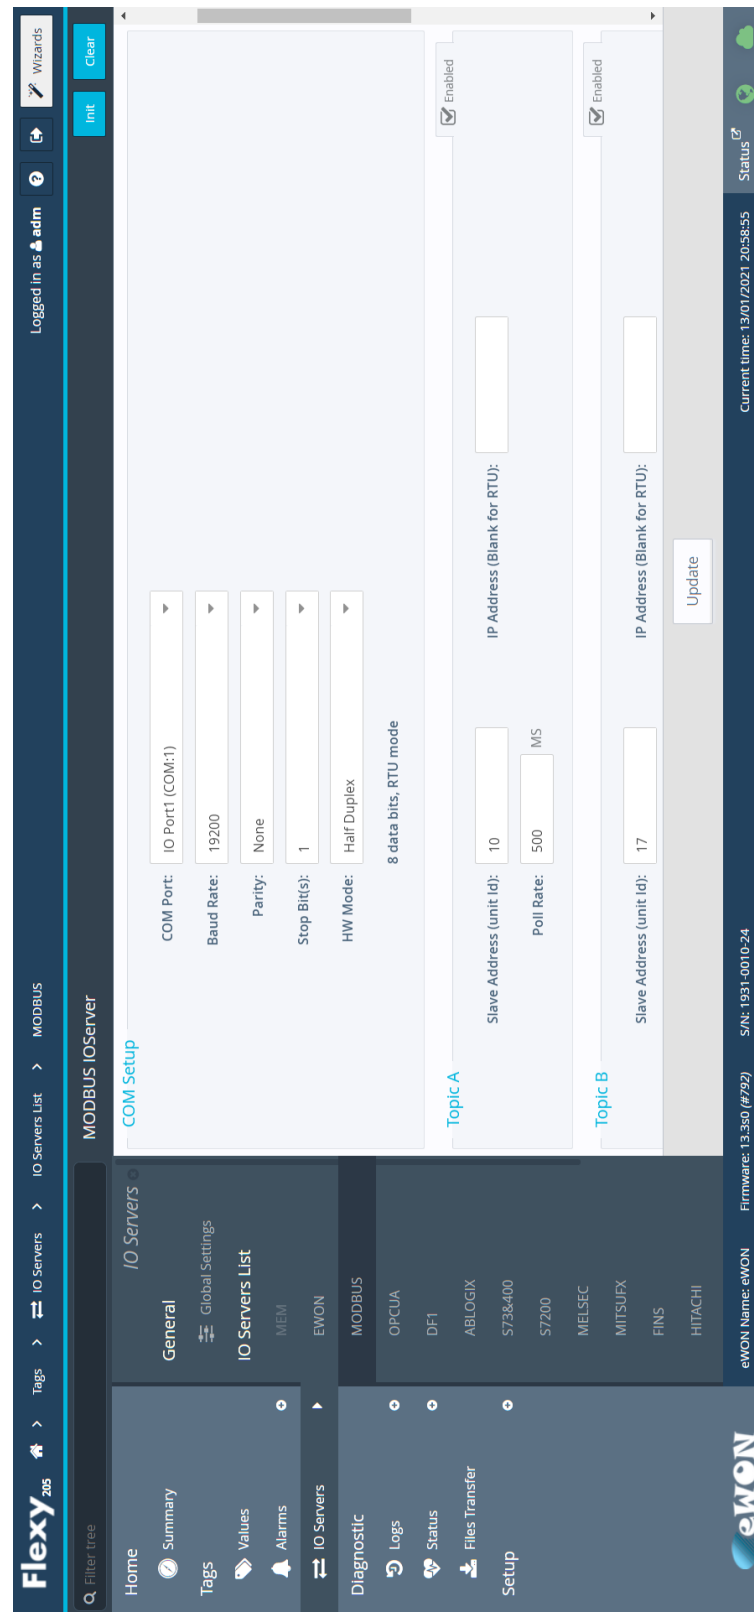 Flexy 205
Tags > IO Servers > IO Servers List > MODBUS
Logged in as adm
Wizards
Filter tree
MODBUS IOServer
Init
Clear
Home
Summary
Tags
Values
Alarms
IO Servers
Diagnostic
Logs
Status
Files Transfer
Setup
IO Servers
General
Global Settings
IO Servers List
MEM
EWON
MODBUS
OPCUA
DF1
ABLOGIX
S73&400
S7200
MELSEC
MITSUFX
FINS
HITACHI
COM Setup
COM Port: IO Port1 (COM:1)
Baud Rate: 19200
Parity: None
Stop Bit(s): 1
HW Mode: Half Duplex
8 data bits, RTU mode
Topic A
Enabled
Slave Address (unit Id): 10 IP Address (Blank for RTU):
Poll Rate: 500 MS
Topic B
Enabled
Slave Address (unit Id): 17 IP Address (Blank for RTU):
Update
eWON
eWON Name: eWON
Firmware: 13.3s0 (#792)
S/N: 1931-0010-24
Current time: 13/01/2021 20:58:55
Status